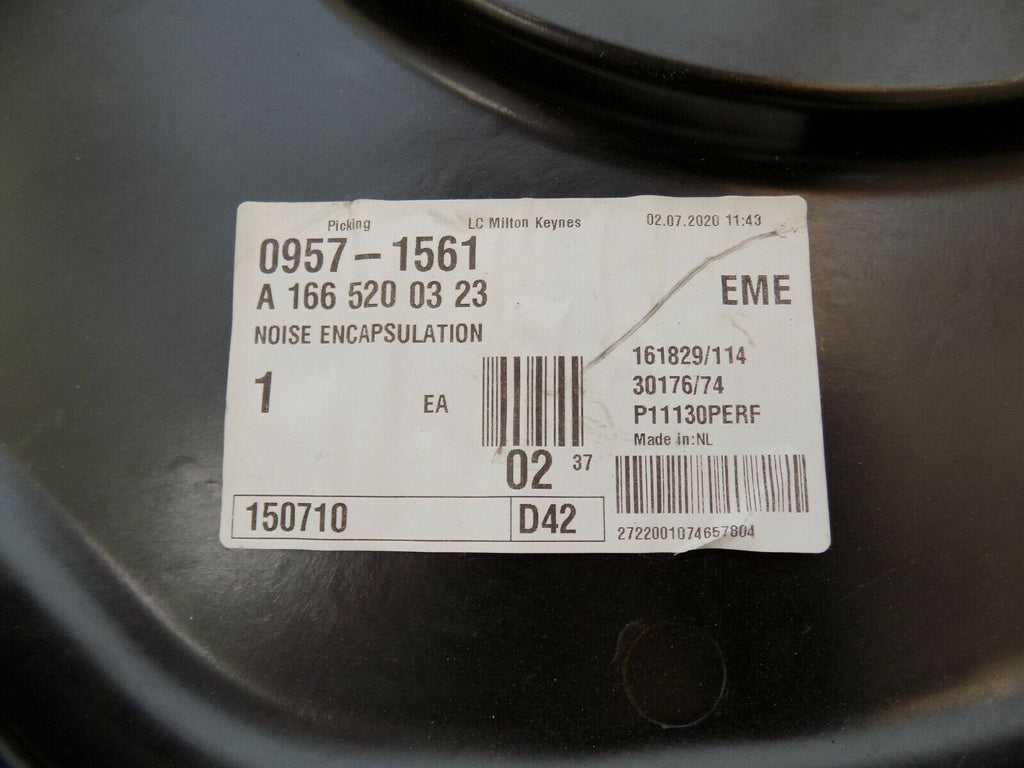 Picking LC Milton Keynes 02.07.2020 11:43
0957-1561
A 166 520 03 23
EME
NOISE ENCAPSULATION
1 EA
161829/114
30176/74
P11130PERF
Made in:NL
02 37
150710 D42
2722001074657804